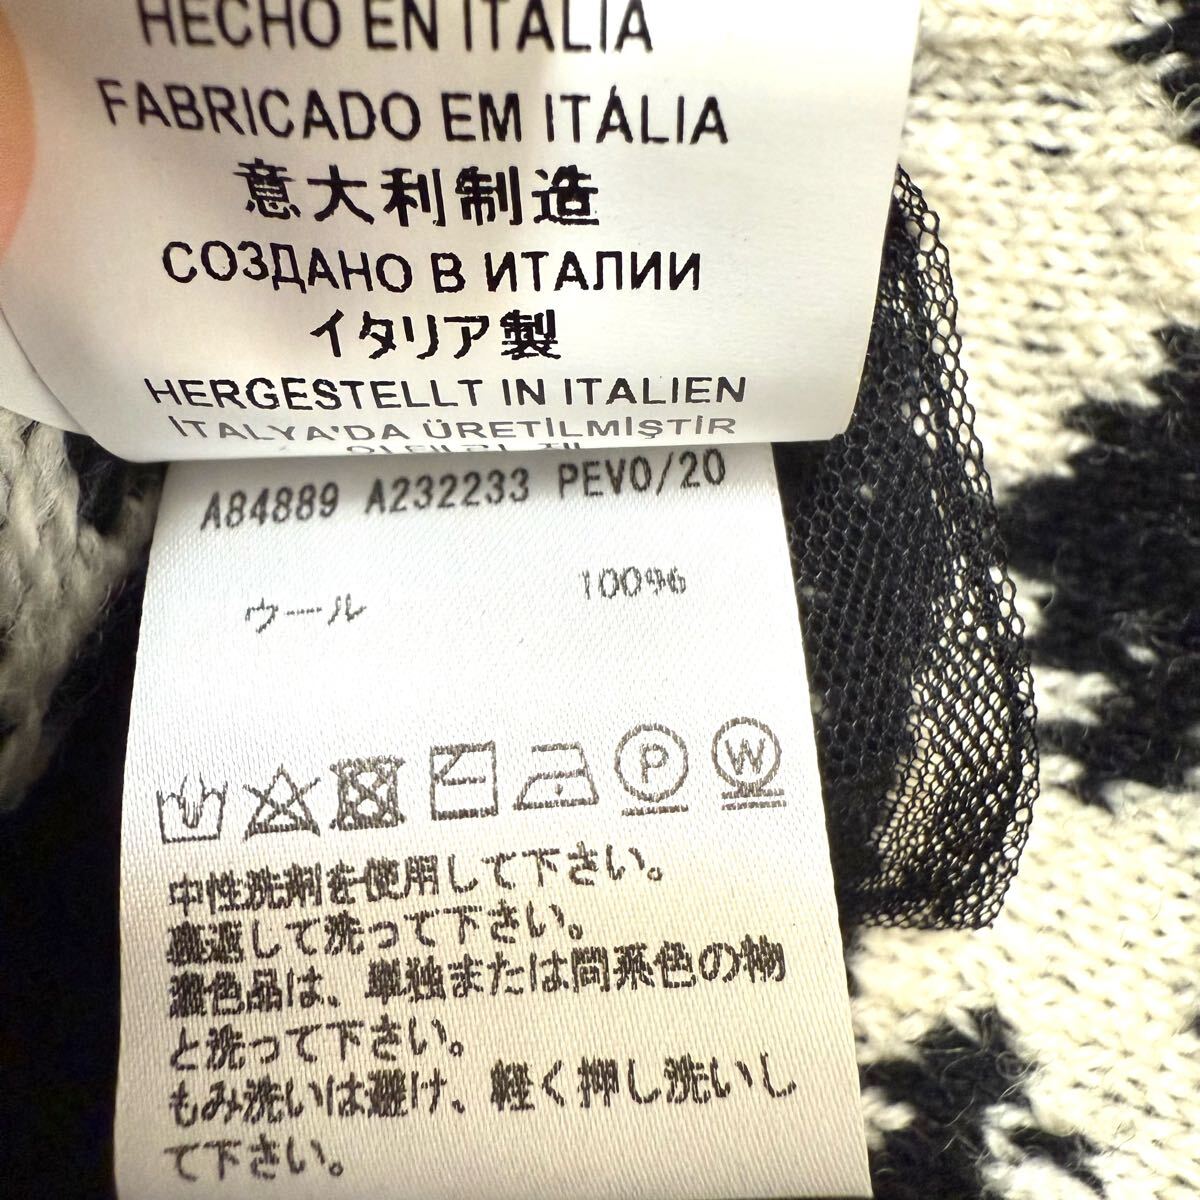 HECHO EN ITALIA
FABRICADO EM ITÁLIA
意大利制造
СОЗДАНО В ИТАЛИИ
イタリア製
HERGESTELLT IN ITALIEN
İTALYA'DA ÜRETİLMİŞTİR
A84889 A232233 PEV0/20
ウール 100%
P W
中性洗剤を使用して下さい。
裏返して洗って下さい。
濃色品は、単独または同系色の物
と洗って下さい。
もみ洗いは避け、軽く押し洗いし
て下さい。